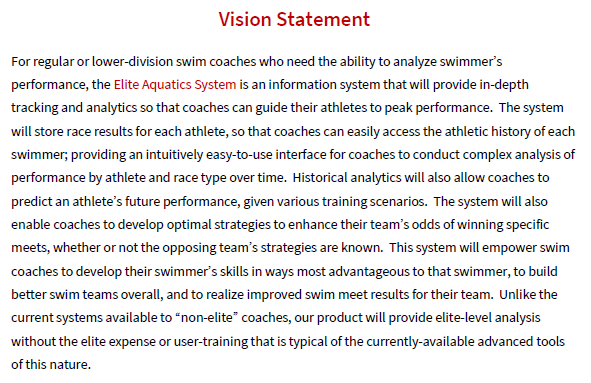 Vision Statement
For regular or lower-division swim coaches who need the ability to analyze swimmer's
performance, the Elite Aquatics System is an information system that will provide in-depth
tracking and analytics so that coaches can guide their athletes to peak performance.  The system
will store race results for each athlete, so that coaches can easily access the athletic history of each
swimmer; providing an intuitively easy-to-use interface for coaches to conduct complex analysis of
performance by athlete and race type over time.  Historical analytics will also allow coaches to
predict an athlete's future performance, given various training scenarios.  The system will also
enable coaches to develop optimal strategies to enhance their team's odds of winning specific
meets, whether or not the opposing team's strategies are known.  This system will empower swim
coaches to develop their swimmer's skills in ways most advantageous to that swimmer, to build
better swim teams overall, and to realize improved swim meet results for their team.  Unlike the
current systems available to “non-elite” coaches, our product will provide elite-level analysis
without the elite expense or user-training that is typical of the currently-available advanced tools
of this nature.